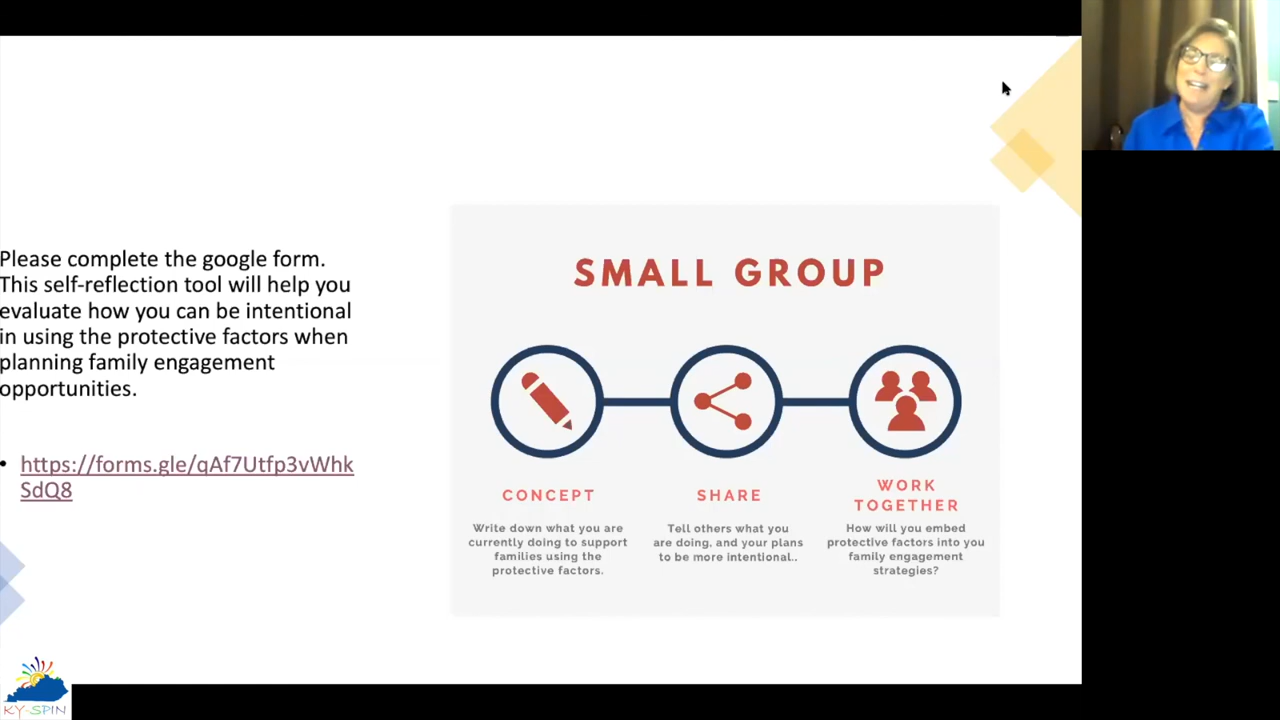 Please complete the google form.
This self-reflection tool will help you
evaluate how you can be intentional
in using the protective factors when
planning family engagement
opportunities.
• https://forms.gle/qAf7Utfp3vWhk
SdQ8
SMALL GROUP
CONCEPT
Write down what you are
currently doing to support
families using the
protective factors.
SHARE
Tell others what you
are doing, and your plans
to be more intentional..
WORK
TOGETHER
How will you embed
protective factors into you
family engagement
strategies?
KY-SPIN